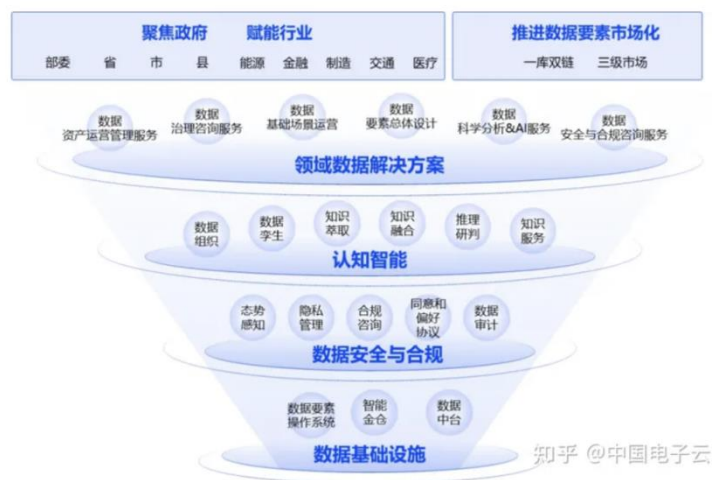 聚焦政府 赋能行业
部委 省 市 县 能源 金融 制造 交通 医疗
推进数据要素市场化
一库双链 三级市场
数据
资产运营管理服务
数据
治理咨询服务
数据
基础场景运营
数据
要素总体设计
数据
科学分析&AI服务
数据
安全与合规咨询服务
领域数据解决方案
数据
组织
数据
孪生
知识
萃取
知识
融合
推理
研判
知识
服务
认知智能
态势
感知
隐私
管理
合规
咨询
同意和
偏好
协议
数据
审计
数据安全与合规
数据要素
操作系统
智能
金仓
数据
中台
数据基础设施
知乎 @中国电子云